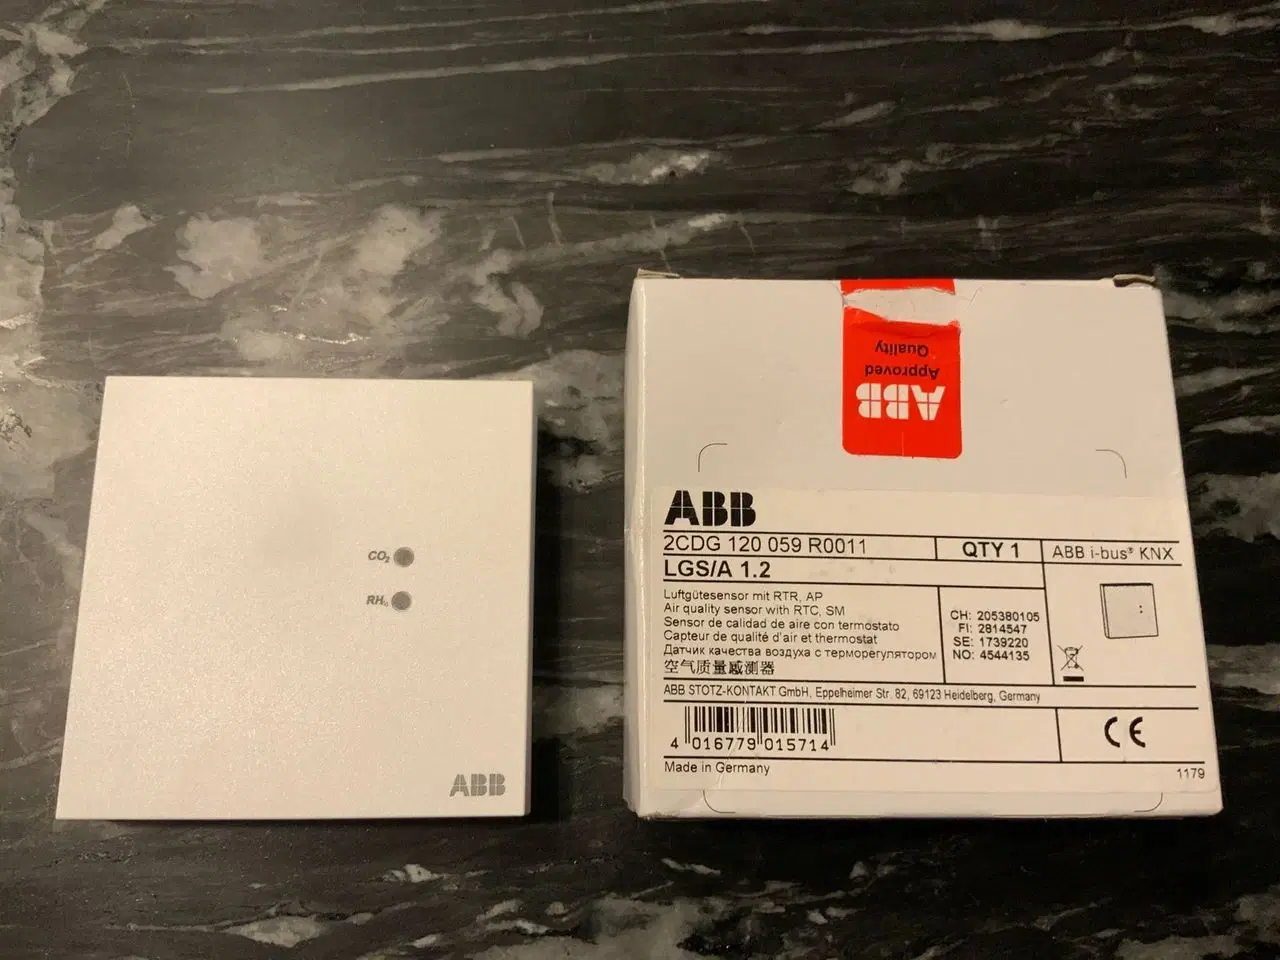 CO₂
RH%
ABB
ABB
Approved
Quality
ABB
2CDG 120 059 R0011
QTY 1
ABB i-bus® KNX
LGS/A 1.2
Luftgütesensor mit RTR, AP
Air quality sensor with RTC, SM
Sensor de calidad de aire con termostato
Capteur de qualité d'air et thermostat
Датчик качества воздуха с терморегулятором
空气质量感测器
CH: 205380105
FI: 2814547
SE: 1739220
NO: 4544135
ABB STOTZ-KONTAKT GmbH, Eppelheimer Str. 82, 69123 Heidelberg, Germany
4 016779 015714
CE
Made in Germany
1179